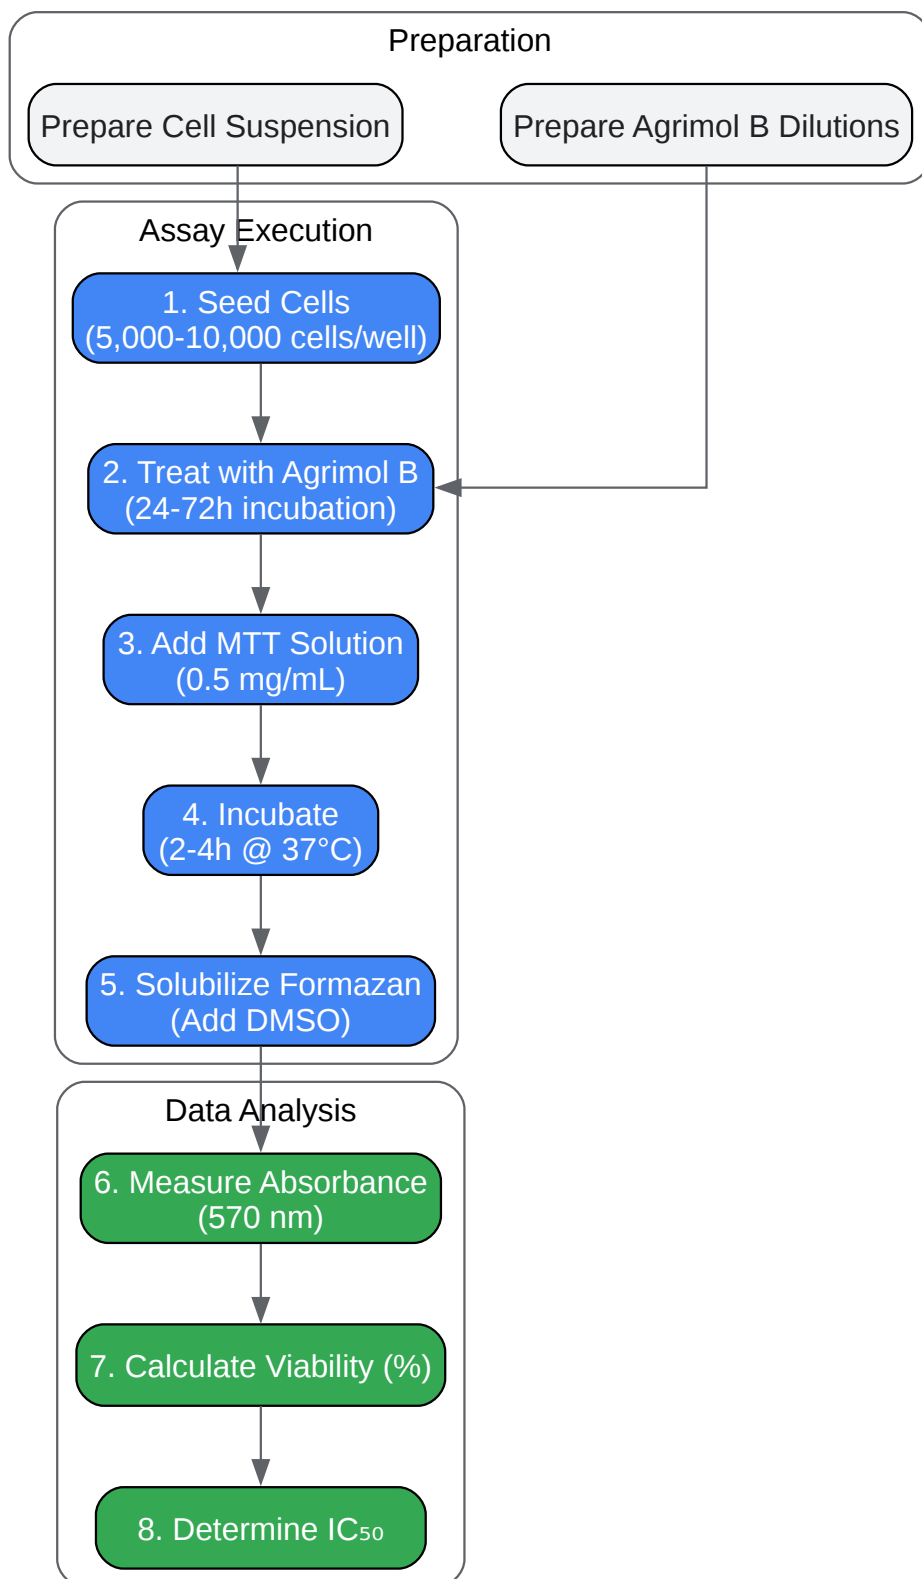 Preparation
Prepare Cell Suspension
Prepare Agrimol B Dilutions
Assay Execution
1. Seed Cells
(5,000-10,000 cells/well)
2. Treat with Agrimol B
(24-72h incubation)
3. Add MTT Solution
(0.5 mg/mL)
4. Incubate
(2-4h @ 37°C)
5. Solubilize Formazan
(Add DMSO)
Data Analysis
6. Measure Absorbance
(570 nm)
7. Calculate Viability (%)
8. Determine IC₅₀